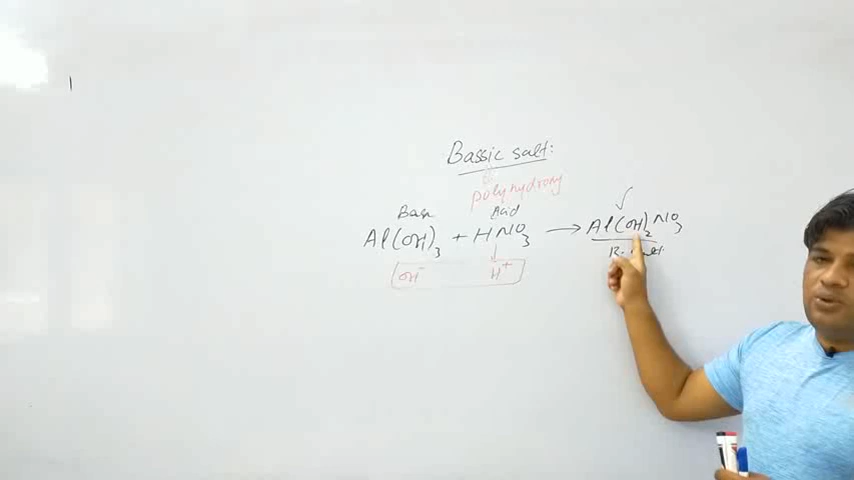 Bassic salt:
polyhydroxy
Base Acid
Al(OH)3 + HNO3 → Al(OH)2NO3
OH- H+